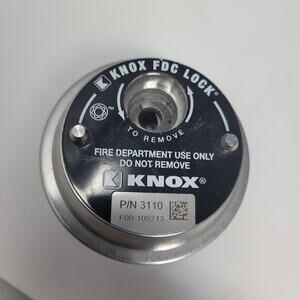 KNOX FDC LOCK®
TO REMOVE
FIRE DEPARTMENT USE ONLY
DO NOT REMOVE
KNOX®
P/N 3110
F00-105713